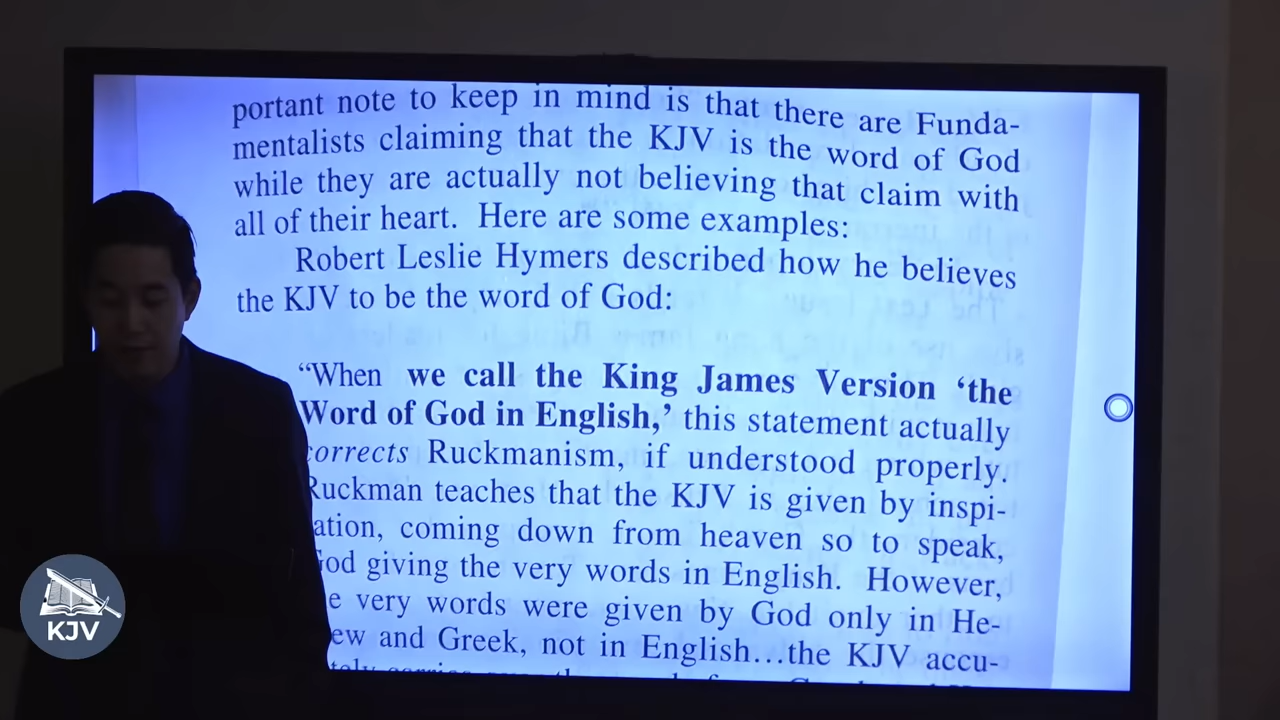 portant note to keep in mind is that there are Funda-
mentalists claiming that the KJV is the word of God
while they are actually not believing that claim with
all of their heart. Here are some examples:
Robert Leslie Hymers described how he believes
the KJV to be the word of God:
“When we call the King James Version ‘the
Word of God in English,’ this statement actually
corrects Ruckmanism, if understood properly.
Ruckman teaches that the KJV is given by inspi-
ation, coming down from heaven so to speak,
God giving the very words in English. However,
e very words were given by God only in He-
ew and Greek, not in English…the KJV accu-
KJV